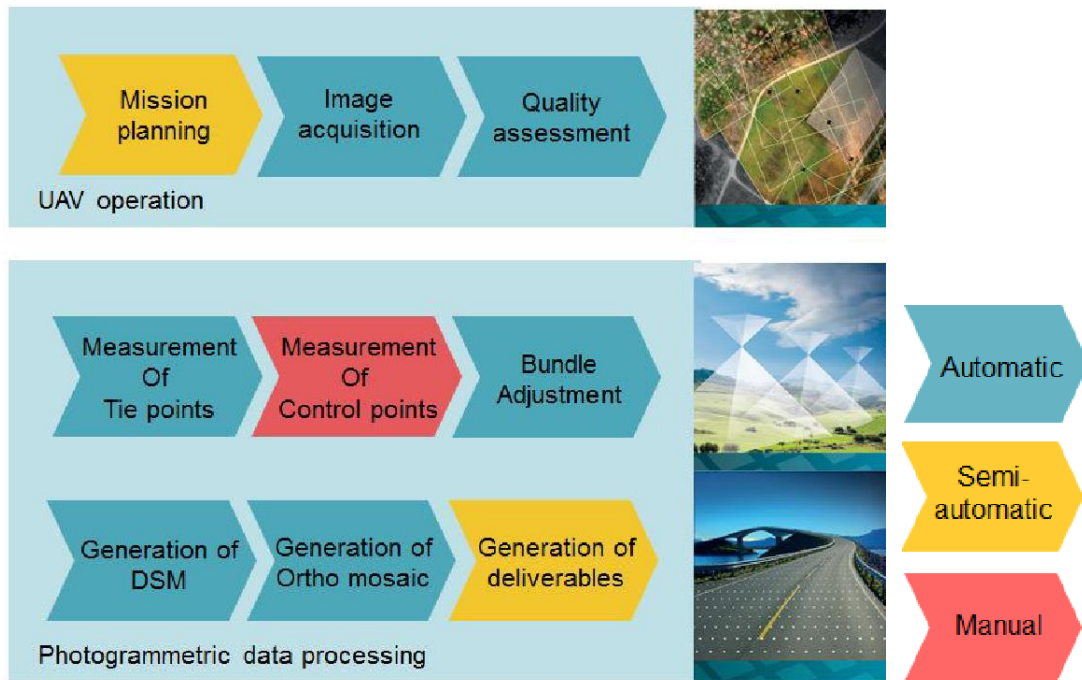 Mission
planning
Image
acquisition
Quality
assessment
UAV operation
Measurement
Of
Tie points
Measurement
Of
Control points
Bundle
Adjustment
Automatic
Semi-
automatic
Generation of
DSM
Generation of
Ortho mosaic
Generation of
deliverables
Manual
Photogrammetric data processing